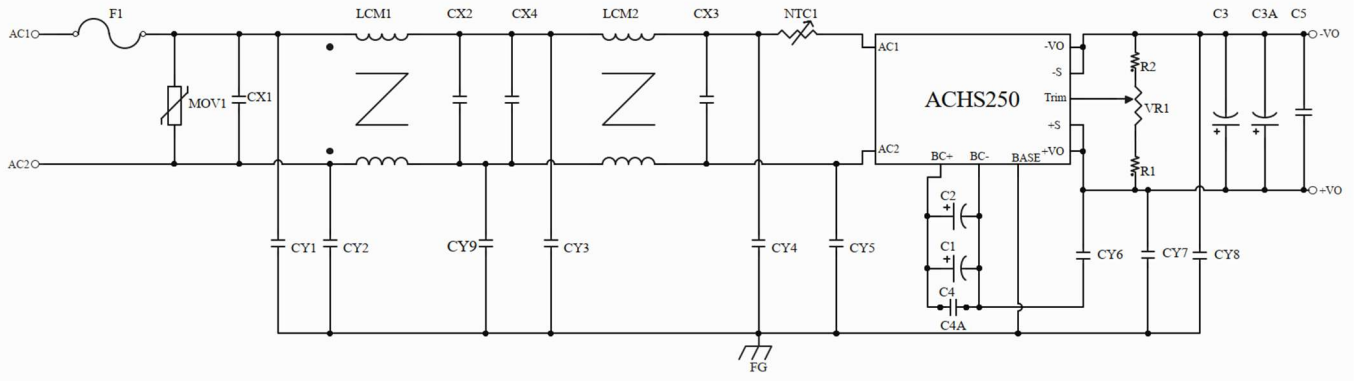 F1
LCM1
CX2
CX4
LCM2
CX3
NTC1
C3
C3A
C5
AC1
-VO
AC1
-VO
-S
R2
MOV1
CX1
ACHS250
Trim
VR1
+S
AC2
AC2
BC+
BC-
BASE
+VO
R1
+VO
C2
+
CY1
CY2
CY9
CY3
CY4
CY5
C1
+
CY6
CY7
CY8
C4
C4A
FG
+
+